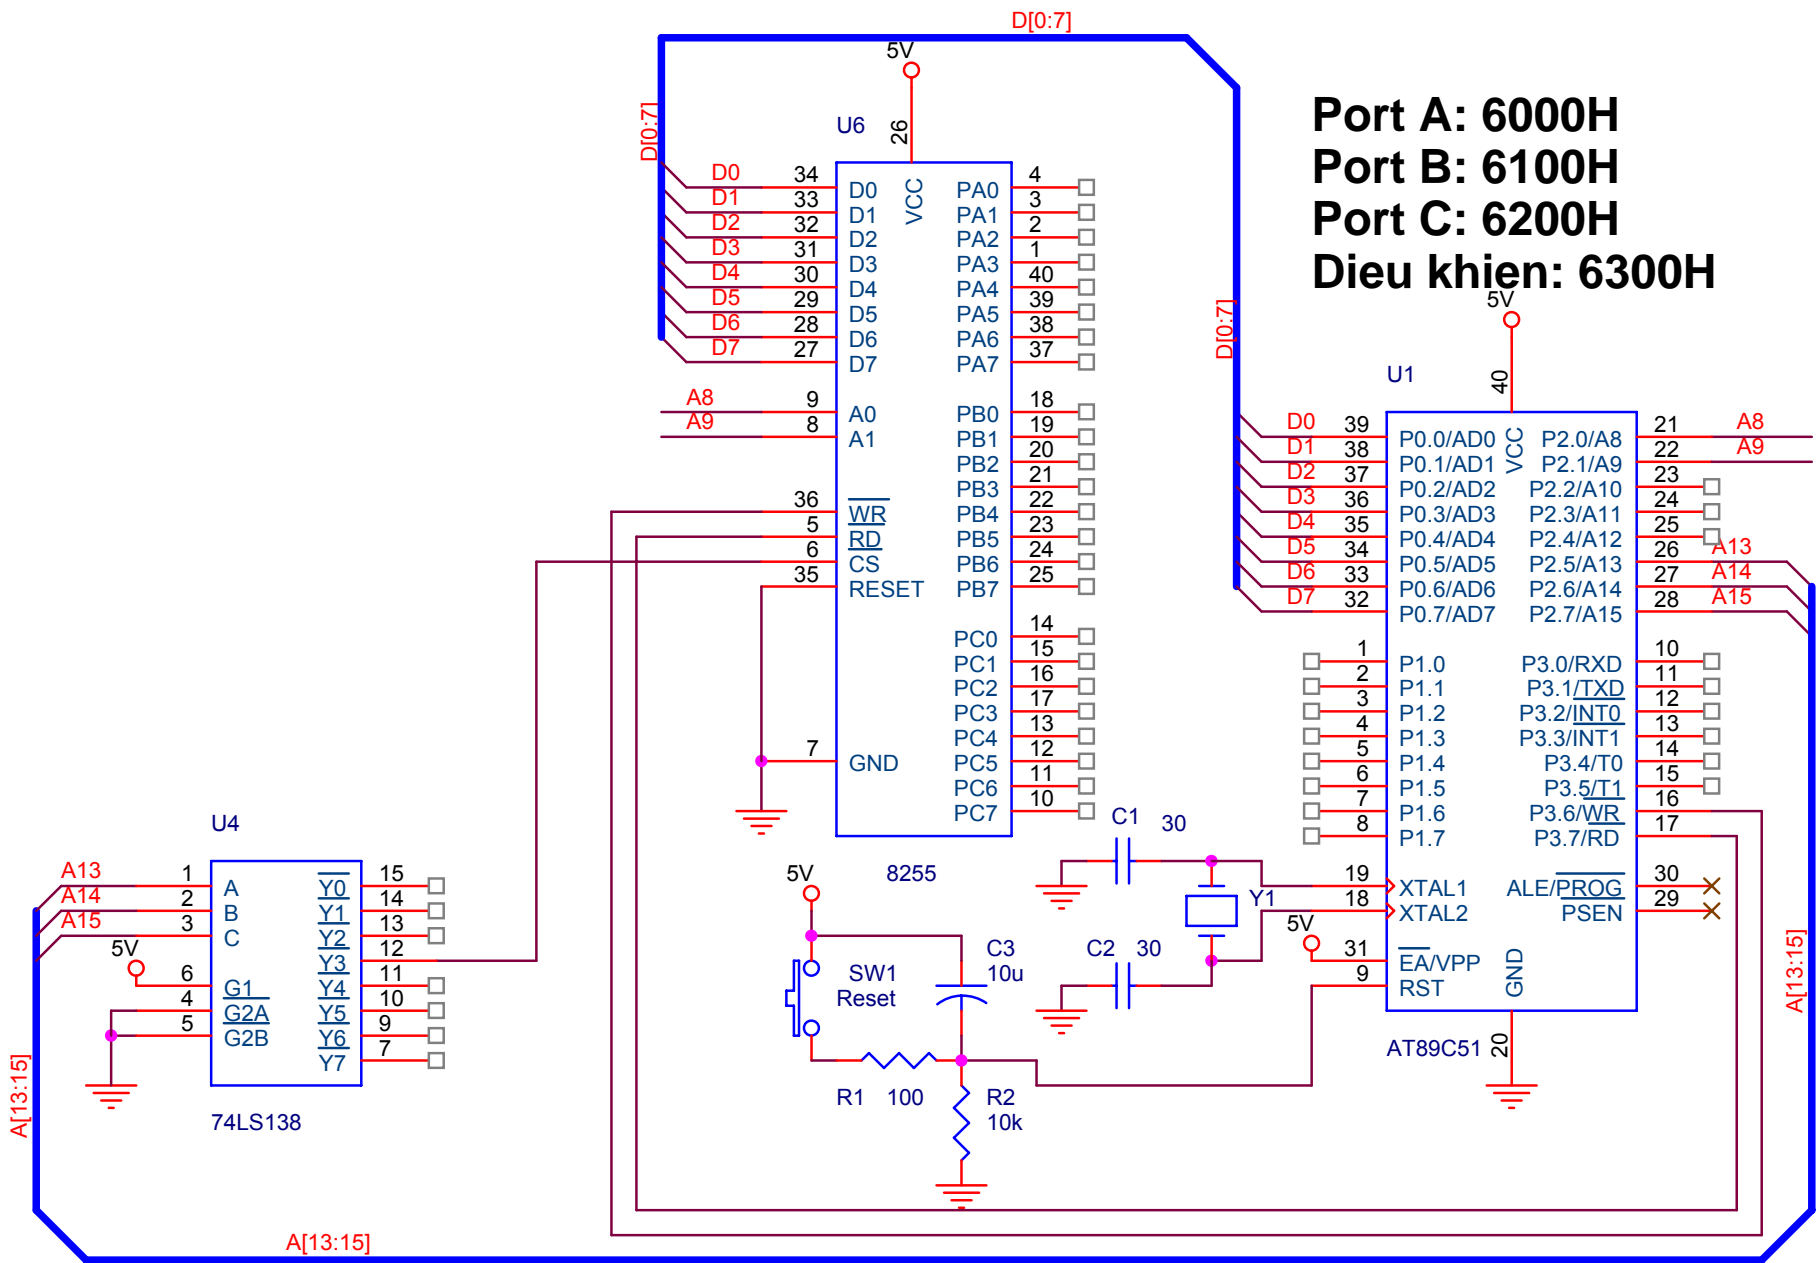 D[0:7]
Port A: 6000H
Port B: 6100H
Port C: 6200H
Dieu khien: 6300H
D[0:7]
D[0:7]
U6
5V
26
VCC
D0 34 D0
D1 33 D1
D2 32 D2
D3 31 D3
D4 30 D4
D5 29 D5
D6 28 D6
D7 27 D7
A8 9 A0
A9 8 A1
36 WR
5 RD
6 CS
35 RESET
7 GND
PA0 4
PA1 3
PA2 2
PA3 1
PA4 40
PA5 39
PA6 38
PA7 37
PB0 18
PB1 19
PB2 20
PB3 21
PB4 22
PB5 23
PB6 24
PB7 25
PC0 14
PC1 15
PC2 16
PC3 17
PC4 13
PC5 12
PC6 11
PC7 10
8255
U1
5V
40
VCC
D0 39 P0.0/AD0
D1 38 P0.1/AD1
D2 37 P0.2/AD2
D3 36 P0.3/AD3
D4 35 P0.4/AD4
D5 34 P0.5/AD5
D6 33 P0.6/AD6
D7 32 P0.7/AD7
1 P1.0
2 P1.1
3 P1.2
4 P1.3
5 P1.4
6 P1.5
7 P1.6
8 P1.7
19 XTAL1
18 XTAL2
5V
31 EA/VPP
9 RST
P2.0/A8 21 A8
P2.1/A9 22 A9
P2.2/A10 23
P2.3/A11 24
P2.4/A12 25
P2.5/A13 26 A13
P2.6/A14 27 A14
P2.7/A15 28 A15
P3.0/RXD 10
P3.1/TXD 11
P3.2/INT0 12
P3.3/INT1 13
P3.4/T0 14
P3.5/T1 15
P3.6/WR 16
P3.7/RD 17
ALE/PROG 30
PSEN 29
GND
20
AT89C51
A[13:15]
C1 30
Y1
C2 30
5V
SW1
Reset
C3
10u
R1 100
R2
10k
U4
A13 1 A
A14 2 B
A15 3 C
5V
6 G1
4 G2A
5 G2B
Y0 15
Y1 14
Y2 13
Y3 12
Y4 11
Y5 10
Y6 9
Y7 7
74LS138
A[13:15]
A[13:15]